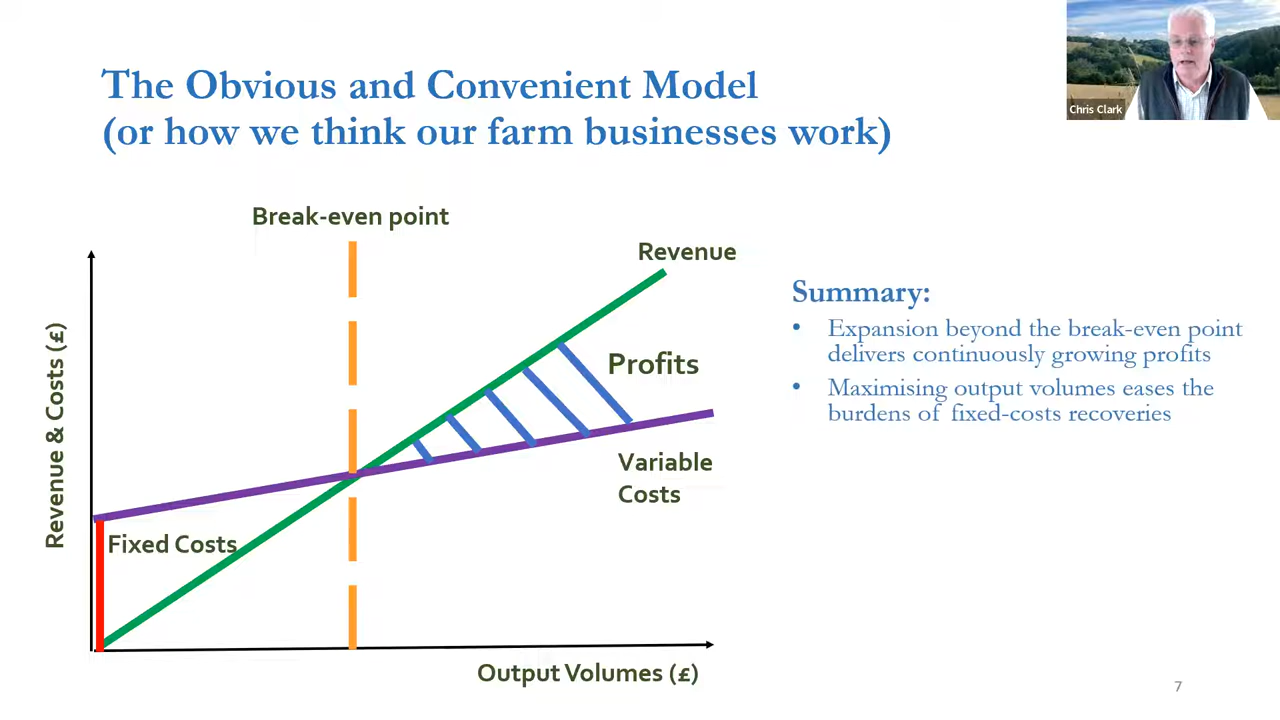 The Obvious and Convenient Model
(or how we think our farm businesses work)
Chris Clark
Break-even point
Revenue
Revenue & Costs (£)
Profits
Variable
Costs
Fixed Costs
Output Volumes (£)
Summary:
• Expansion beyond the break-even point
delivers continuously growing profits
• Maximising output volumes eases the
burdens of fixed-costs recoveries
7